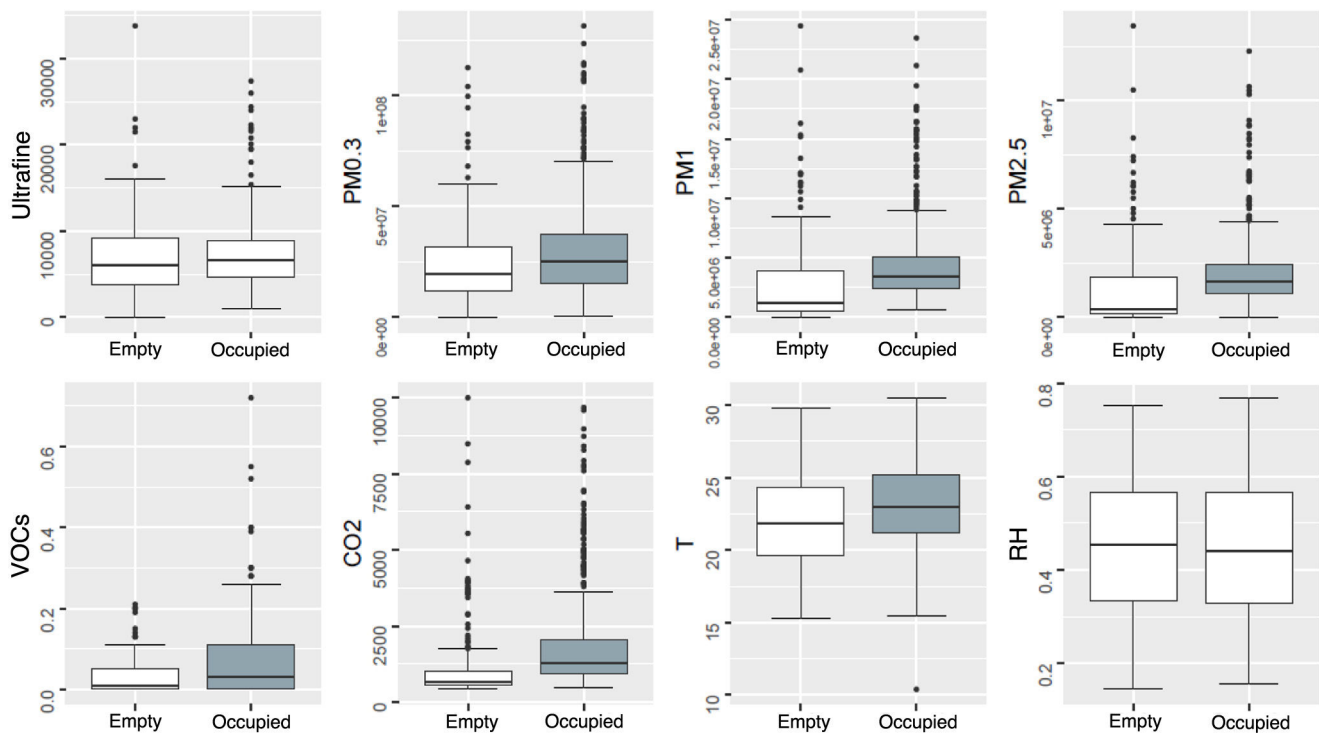 Ultrafine
30000
20000
10000
0
Empty Occupied
PM0.3
1e+08
5e+07
0e+00
Empty Occupied
PM1
2.5e+07
2.0e+07
1.5e+07
1.0e+07
5.0e+06
0.0e+00
Empty Occupied
PM2.5
1e+07
5e+06
0e+00
Empty Occupied
VOCs
0.6
0.4
0.2
0.0
Empty Occupied
CO2
10000
7500
5000
2500
0
Empty Occupied
T
30
25
20
15
10
Empty Occupied
RH
0.8
0.6
0.4
0.2
Empty Occupied